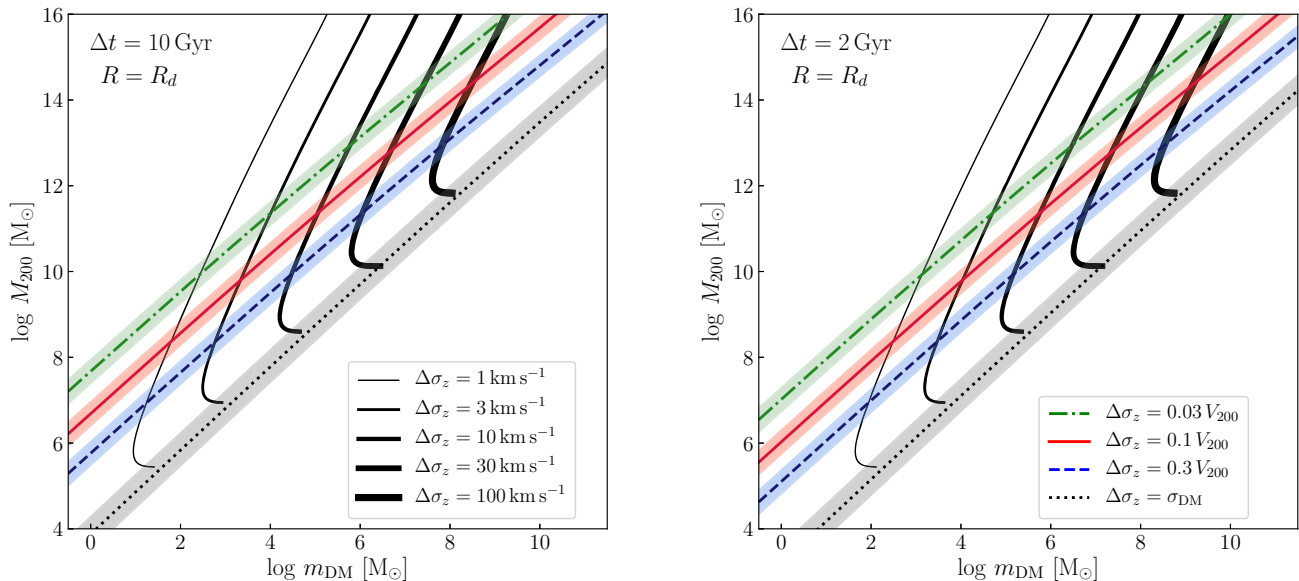 Δt = 10 Gyr
R = R_d
log M_200 [M_⊙]
16
14
12
10
8
6
4
0 2 4 6 8 10
log m_DM [M_⊙]
Δσ_z = 1 km s⁻¹
Δσ_z = 3 km s⁻¹
Δσ_z = 10 km s⁻¹
Δσ_z = 30 km s⁻¹
Δσ_z = 100 km s⁻¹
Δt = 2 Gyr
R = R_d
log M_200 [M_⊙]
16
14
12
10
8
6
4
0 2 4 6 8 10
log m_DM [M_⊙]
Δσ_z = 0.03 V_200
Δσ_z = 0.1 V_200
Δσ_z = 0.3 V_200
Δσ_z = σ_DM